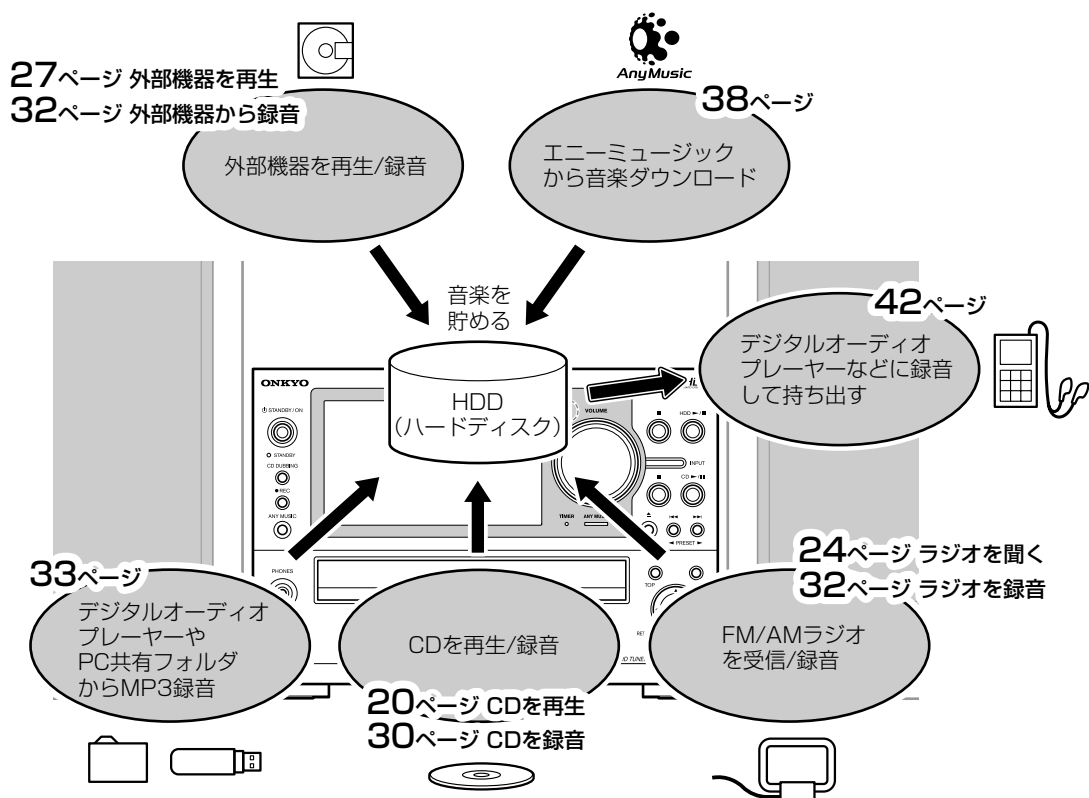 AnyMusic
27ページ 外部機器を再生
32ページ 外部機器から録音
外部機器を再生/録音
38ページ
エニーミュージック
から音楽ダウンロード
音楽を
貯める
HDD
(ハードディスク)
42ページ
デジタルオーディオ
プレーヤーなどに録音
して持ち出す
ONKYO
STANDBY/ON
STANDBY
CD DUBBING
REC
ANY MUSIC
PHONES
VOLUME
HDD
INPUT
CD
TIMER
PRESET
TOP
33ページ
デジタルオーディオ
プレーヤーや
PC共有フォルダ
からMP3録音
CDを再生/録音
20ページ CDを再生
30ページ CDを録音
24ページ ラジオを聞く
32ページ ラジオを録音
FM/AMラジオ
を受信/録音